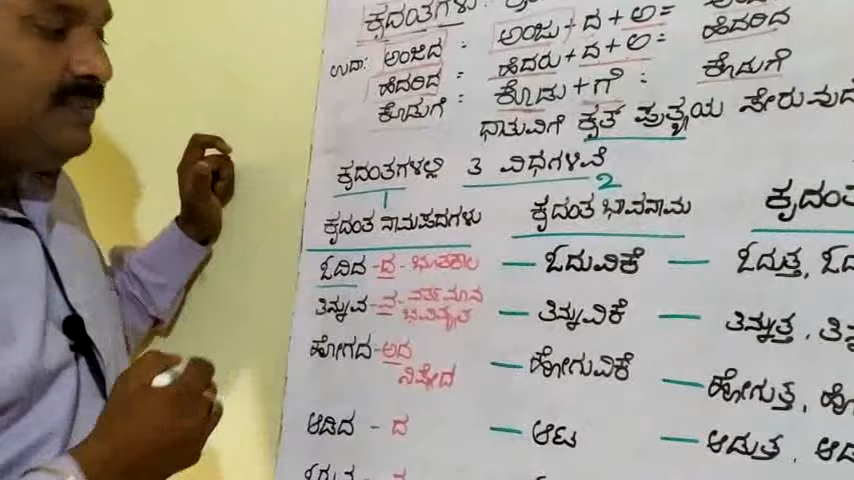 ಕೃದಂತಗಳು
ಉದಾ: ಅಂಜಿದ : ಅಂಜು + ದ + ಅ =
ಹೆದರಿದ = ಹೆದರು + ದ + ಅ = ಹೆದರಿದ
ಕೊಡುಗೆ : ಕೊಡು + ಗೆ : ಕೊಡುಗೆ
ಧಾತುವಿಗೆ ಕೃತ್ ಪ್ರತ್ಯಯ
ಕೃದಂತಗಳಲ್ಲಿ 3 ವಿಧಗಳಿವೆ
1 2
ಕೃದಂತ ನಾಮಪದಗಳು ಕೃದಂತ ಭಾವನಾಮ
ಓದಿದ - ದ - ಭೂತಕಾಲ — ಓದುವಿಕೆ — ಓದುತ್ತ,
ತಿನ್ನುವ - ವ - ವರ್ತಮಾನ ಭವಿಷ್ಯತ್ — ತಿನ್ನುವಿಕೆ — ತಿನ್ನುತ್ತ,
ಹೋಗದ - ಅದ ನಿಷೇದ — ಹೋಗುವಿಕೆ — ಹೋಗುತ್ತ,
ಆಡಿದ - ದ — ಆಟ — ಆಡುತ್ತ,